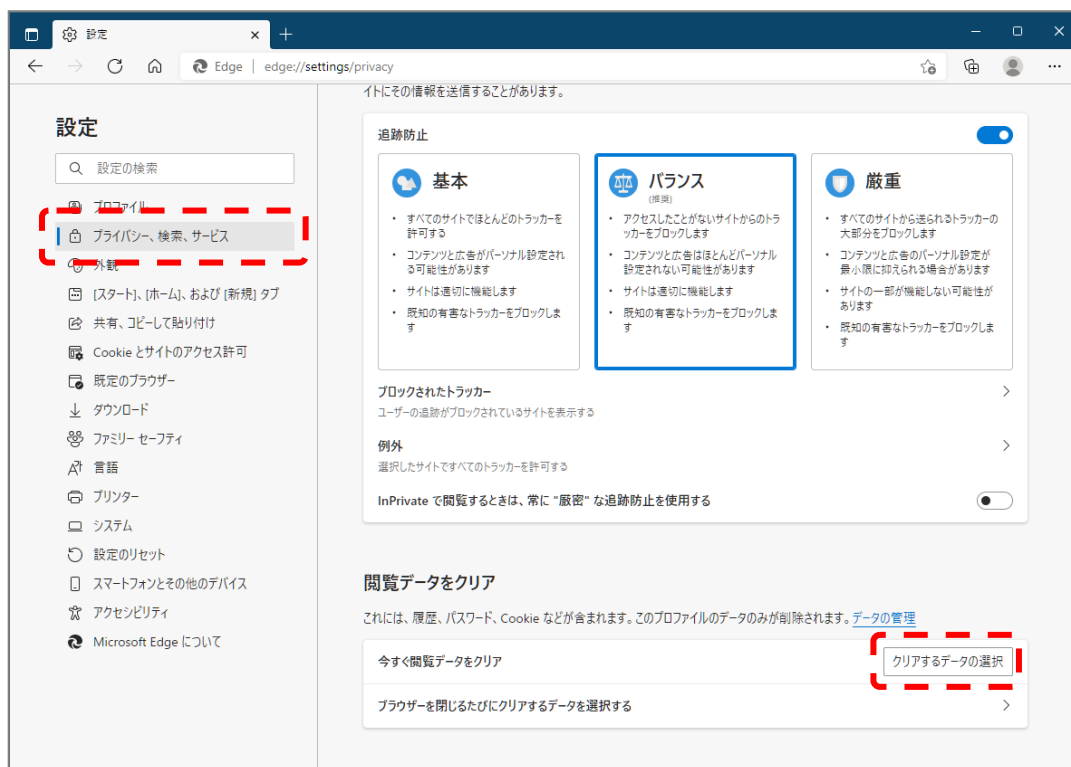 設定
Edge edge://settings/privacy
設定
設定の検索
プロファイル
プライバシー、検索、サービス
外観
[スタート]、[ホーム]、および [新規] タブ
共有、コピーして貼り付け
Cookie とサイトのアクセス許可
既定のブラウザー
ダウンロード
ファミリー セーフティ
言語
プリンター
システム
設定のリセット
スマートフォンとその他のデバイス
アクセシビリティ
Microsoft Edge について
イトにその情報を送信することがあります。
追跡防止
基本
• すべてのサイトでほとんどのトラッカーを
許可する
• コンテンツと広告がパーソナル設定され
る可能性があります
• サイトは適切に機能します
• 既知の有害なトラッカーをブロックしま
す
バランス
(推奨)
• アクセスしたことがないサイトからのトラ
ッカーをブロックします
• コンテンツと広告はほとんどパーソナル
設定されない可能性があります
• サイトは適切に機能します
• 既知の有害なトラッカーをブロックしま
す
厳重
• すべてのサイトから送られるトラッカーの
大部分をブロックします
• コンテンツと広告のパーソナル設定が
最小限に抑えられる場合があります
• サイトの一部が機能しない可能性が
あります
• 既知の有害なトラッカーをブロックしま
す
ブロックされたトラッカー
ユーザーの追跡がブロックされているサイトを表示する
例外
選択したサイトですべてのトラッカーを許可する
InPrivate で閲覧するときは、常に "厳密" な追跡防止を使用する
閲覧データをクリア
これには、履歴、パスワード、Cookie などが含まれます。このプロファイルのデータのみが削除されます。データの管理
今すぐ閲覧データをクリア
クリアするデータの選択
ブラウザーを閉じるたびにクリアするデータを選択する